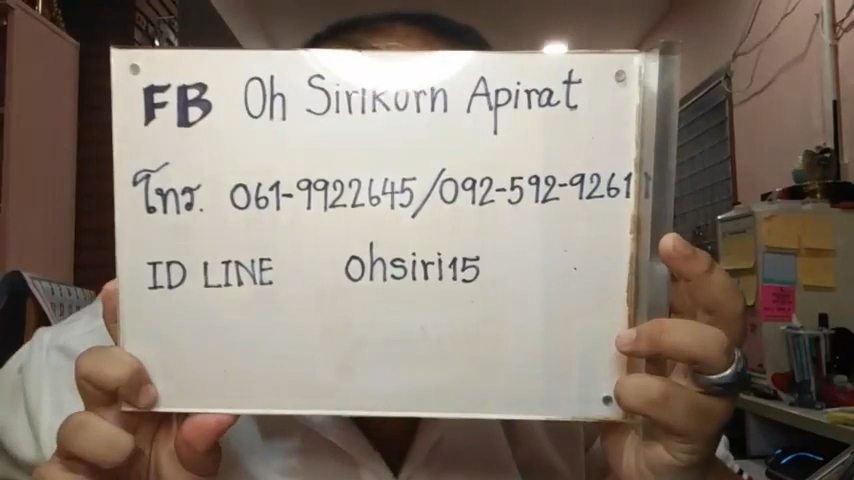 FB Oh Sirikorn Apirat
โทร. 061-9922645/092-592-9261
ID LINE ohsiri15